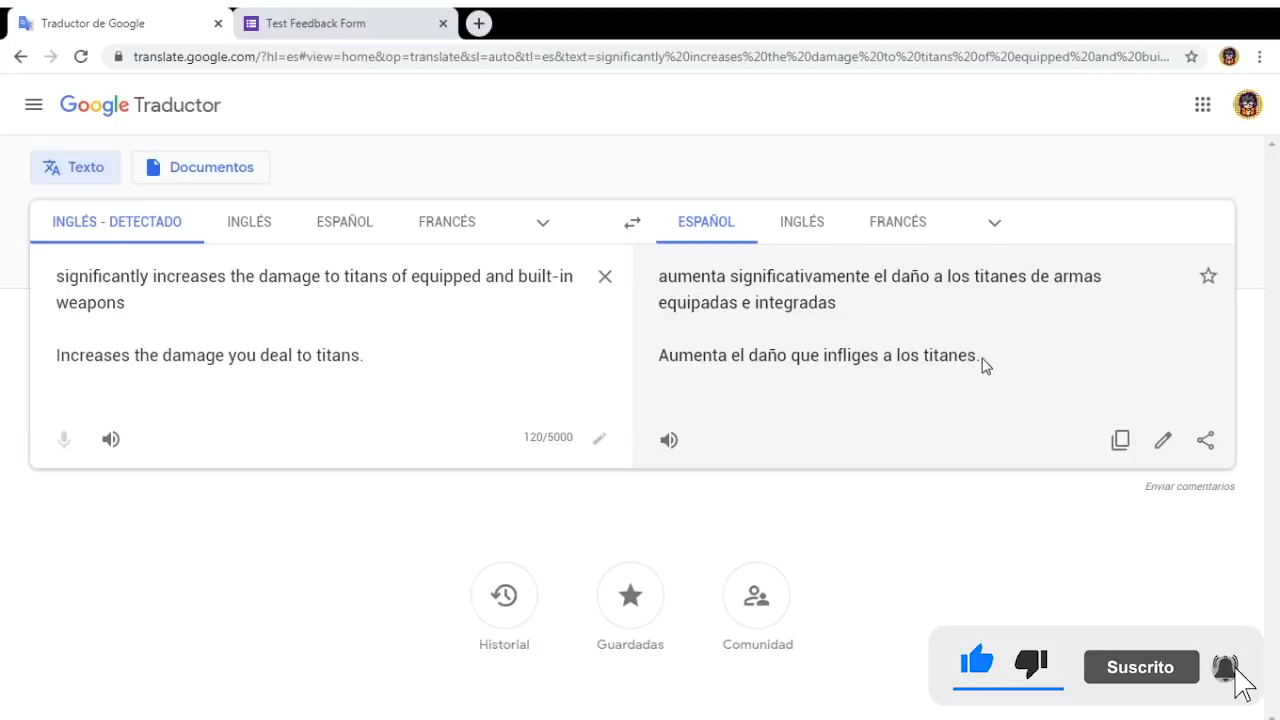 Traductor de Google
Test Feedback Form
translate.google.com/?hl=es#view=home&op=translate&sl=auto&tl=es&text=significantly%20increases%20the%20damage%20to%20titans%20of%20equipped%20and%20bui...
Google Traductor
Texto
Documentos
INGLÉS - DETECTADO INGLÉS ESPAÑOL FRANCÉS
ESPAÑOL INGLÉS FRANCÉS
significantly increases the damage to titans of equipped and built-in
weapons
Increases the damage you deal to titans.
120/5000
aumenta significativamente el daño a los titanes de armas
equipadas e integradas
Aumenta el daño que infliges a los titanes.
Enviar comentarios
Historial
Guardadas
Comunidad
Suscrito